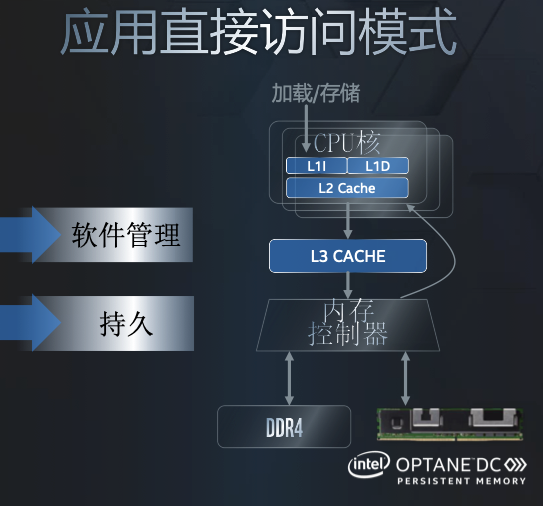 应用直接访问模式
加载/存储
CPU核
L1I
L1D
L2 Cache
软件管理
L3 CACHE
持久
内存
控制器
DDR4
intel OPTANE DC
PERSISTENT MEMORY